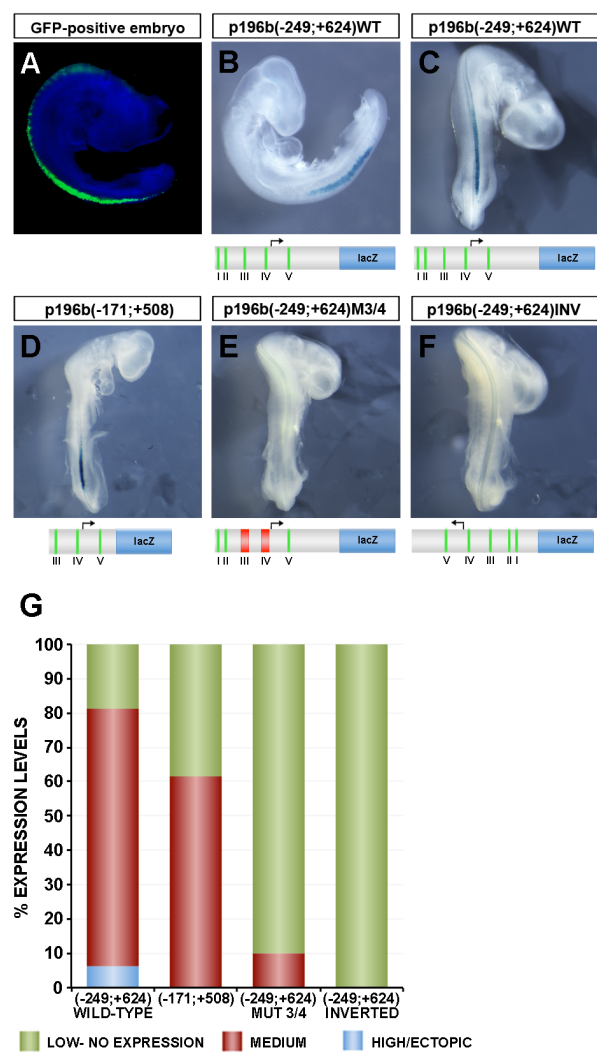 GFP-positive embryo
p196b(-249;+624)WT
p196b(-249;+624)WT
A
B
C
lacZ
I II III IV V
lacZ
I II III IV V
p196b(-171;+508)
p196b(-249;+624)M3/4
p196b(-249;+624)INV
D
E
F
lacZ
III IV V
lacZ
I II III IV V
lacZ
V IV III II I
G
% EXPRESSION LEVELS
100
90
80
70
60
50
40
30
20
10
0
(-249;+624) WILD-TYPE
(-171;+508)
(-249;+624) MUT 3/4
(-249;+624) INVERTED
LOW- NO EXPRESSION
MEDIUM
HIGH/ECTOPIC